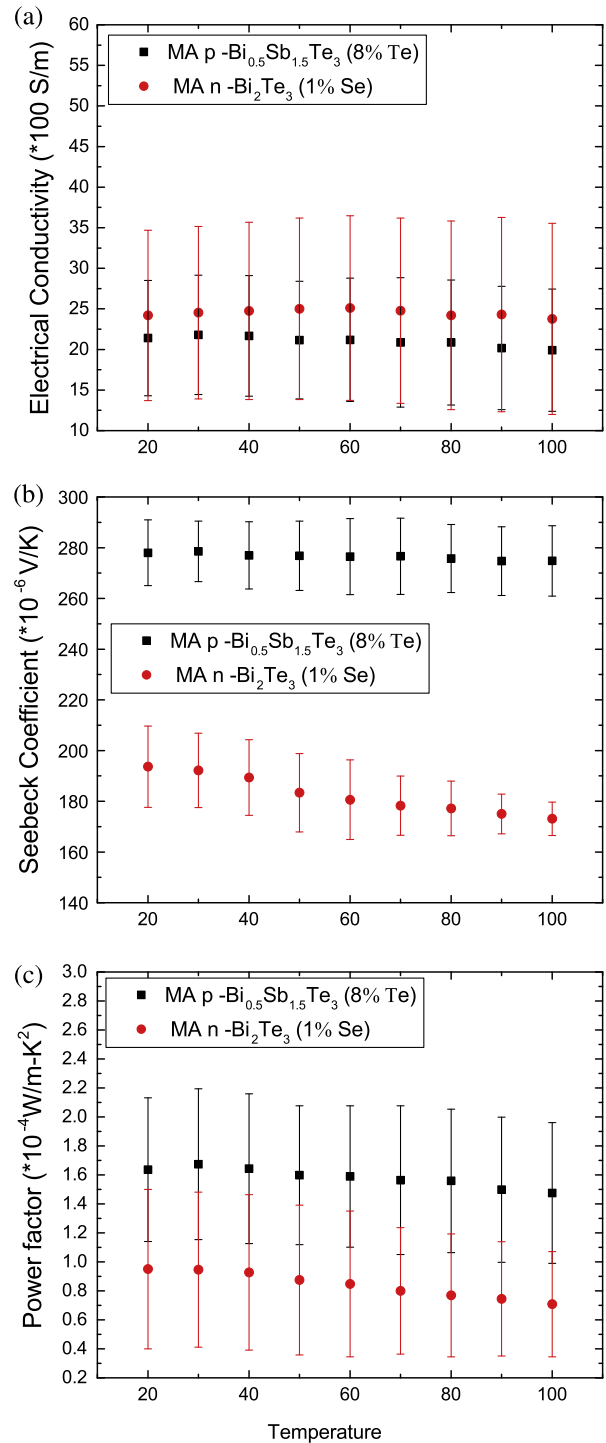 (a)
60
55
50
45
40
35
30
25
20
15
10
Electrical Conductivity (*100 S/m)
MA p -Bi0.5Sb1.5Te3 (8% Te)
MA n -Bi2Te3 (1% Se)
20 40 60 80 100
(b)
300
280
260
240
220
200
180
160
140
Seebeck Coefficient (*10-6 V/K)
MA p -Bi0.5Sb1.5Te3 (8% Te)
MA n -Bi2Te3 (1% Se)
20 40 60 80 100
(c)
3.0
2.8
2.6
2.4
2.2
2.0
1.8
1.6
1.4
1.2
1.0
0.8
0.6
0.4
0.2
Power factor (*10-4W/m-K2)
MA p -Bi0.5Sb1.5Te3 (8% Te)
MA n -Bi2Te3 (1% Se)
20 40 60 80 100
Temperature